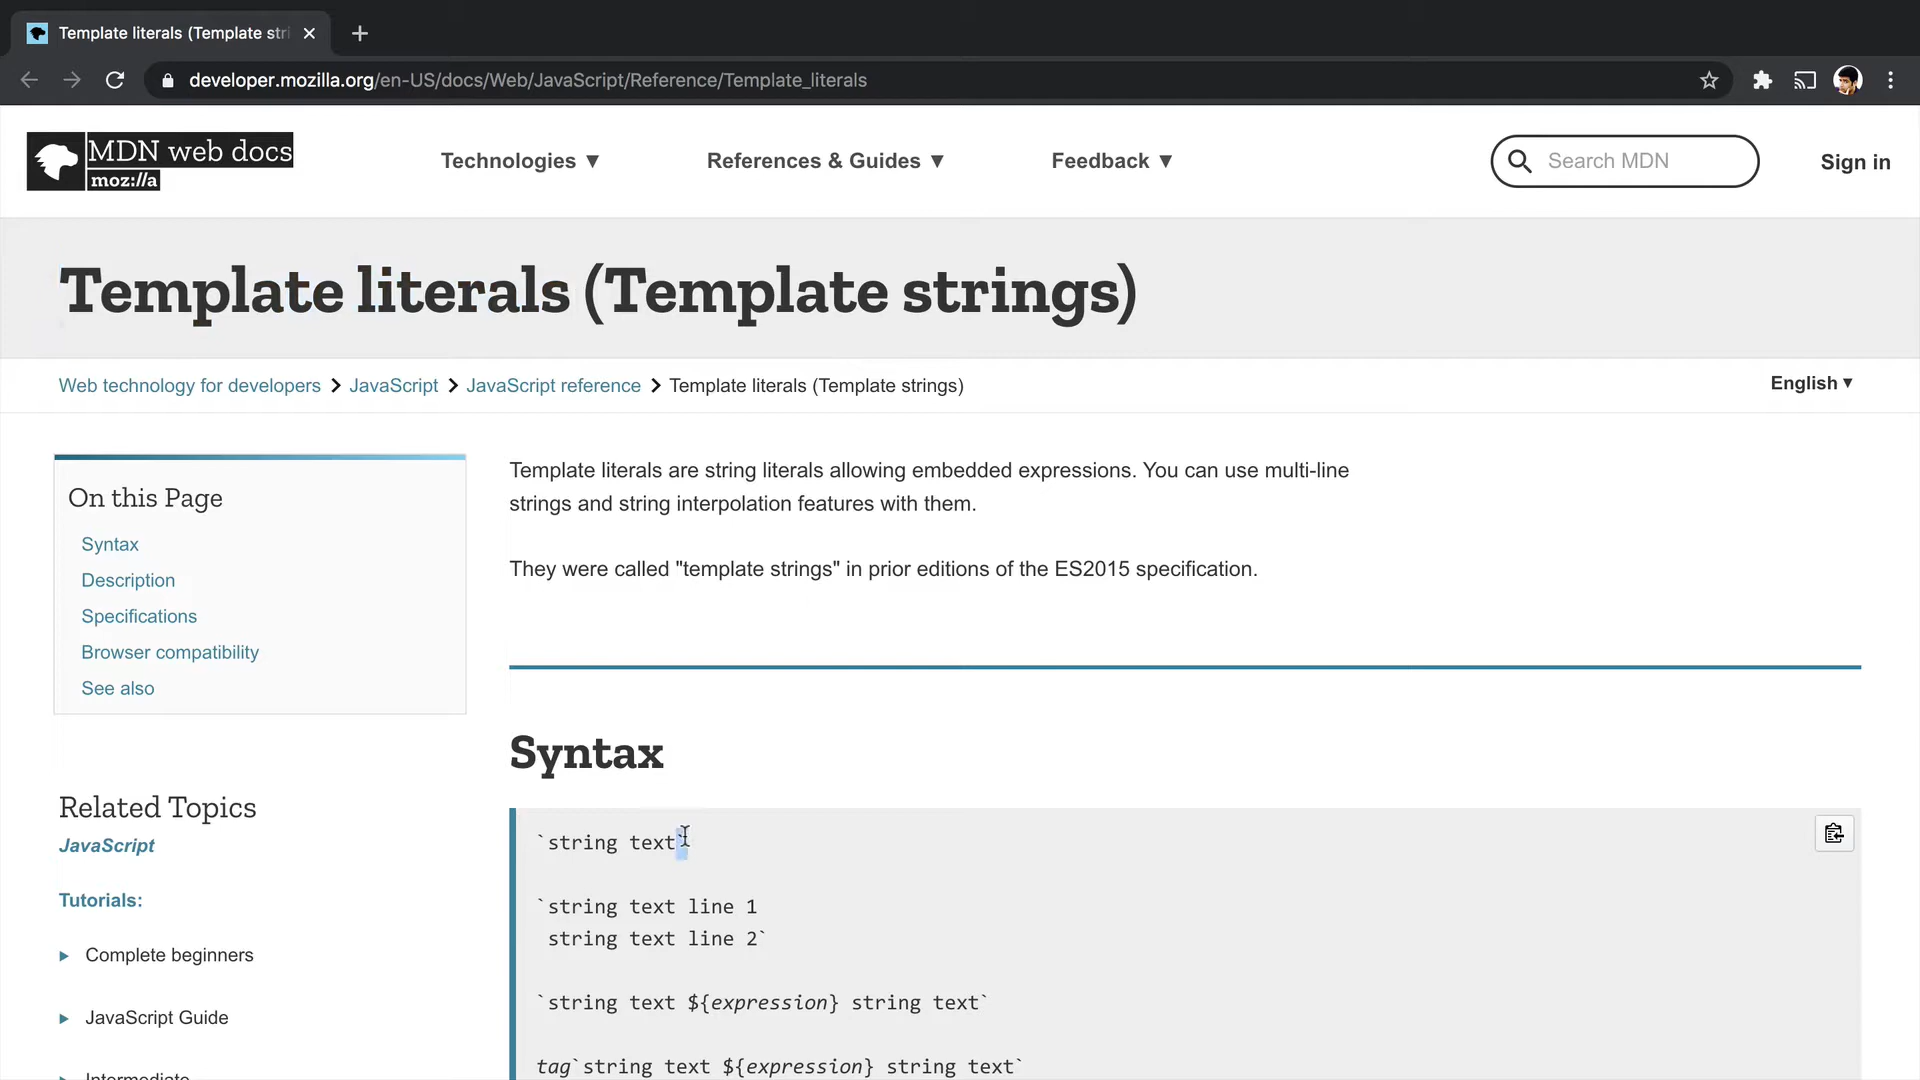 Template literals (Template stri
developer.mozilla.org/en-US/docs/Web/JavaScript/Reference/Template_literals
MDN web docs
moz://a
Technologies ▼
References & Guides ▼
Feedback ▼
Search MDN
Sign in
Template literals (Template strings)
Web technology for developers > JavaScript > JavaScript reference > Template literals (Template strings)
English ▼
On this Page
Syntax
Description
Specifications
Browser compatibility
See also
Related Topics
JavaScript
Tutorials:
▶ Complete beginners
▶ JavaScript Guide
Intermediate
Template literals are string literals allowing embedded expressions. You can use multi-line
strings and string interpolation features with them.
They were called "template strings" in prior editions of the ES2015 specification.
Syntax
`string text`
`string text line 1
 string text line 2`
`string text ${expression} string text`
tag`string text ${expression} string text`